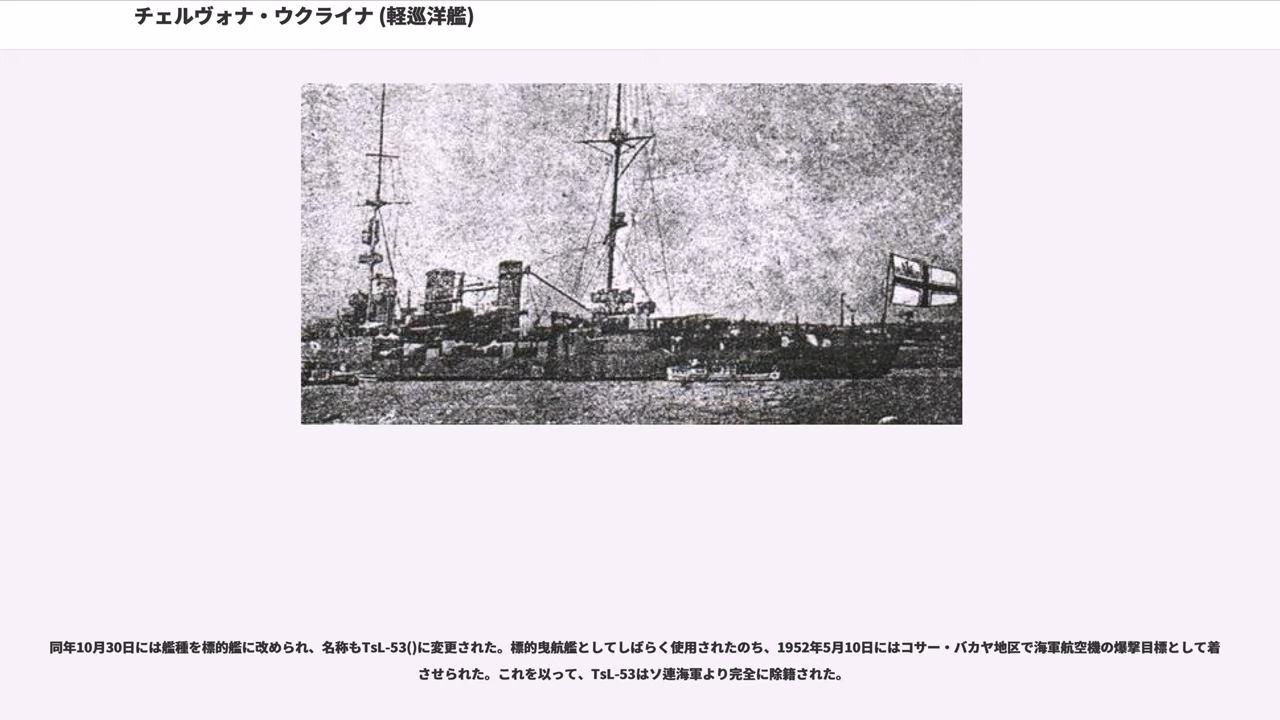 チェルヴォナ・ウクライナ (軽巡洋艦)
同年10月30日には艦種を標的艦に改められ、名称もTsL-53()に変更された。標的曳航艦としてしばらく使用されたのち、1952年5月10日にはコサー・バカヤ地区で海軍航空機の爆撃目標として着
させられた。これを以って、TsL-53はソ連海軍より完全に除籍された。